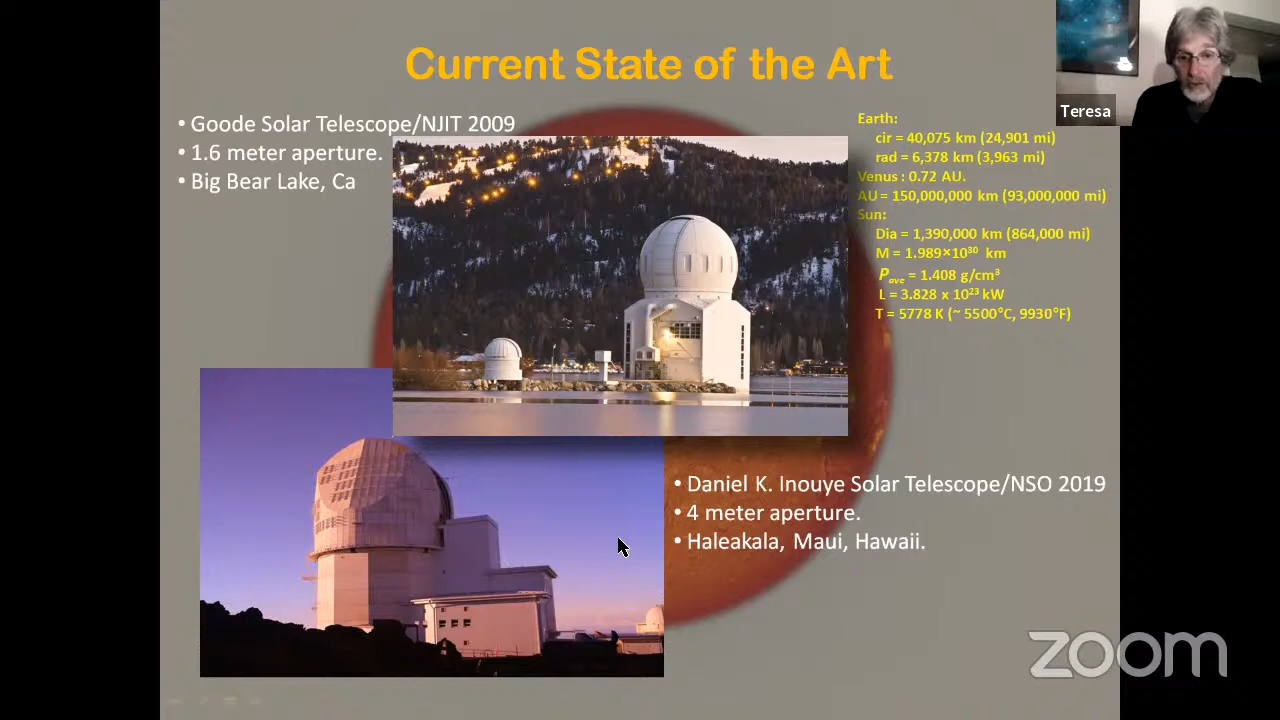 Current State of the Art
• Goode Solar Telescope/NJIT 2009
• 1.6 meter aperture.
• Big Bear Lake, Ca
Teresa
Earth:
cir = 40,075 km (24,901 mi)
rad = 6,378 km (3,963 mi)
Venus : 0.72 AU.
AU = 150,000,000 km (93,000,000 mi)
Sun:
Dia = 1,390,000 km (864,000 mi)
M = 1.989×10³⁰ km
Pave = 1.408 g/cm³
L = 3.828 x 10²³ kW
T = 5778 K (~ 5500°C, 9930°F)
• Daniel K. Inouye Solar Telescope/NSO 2019
• 4 meter aperture.
• Haleakala, Maui, Hawaii.
zoom